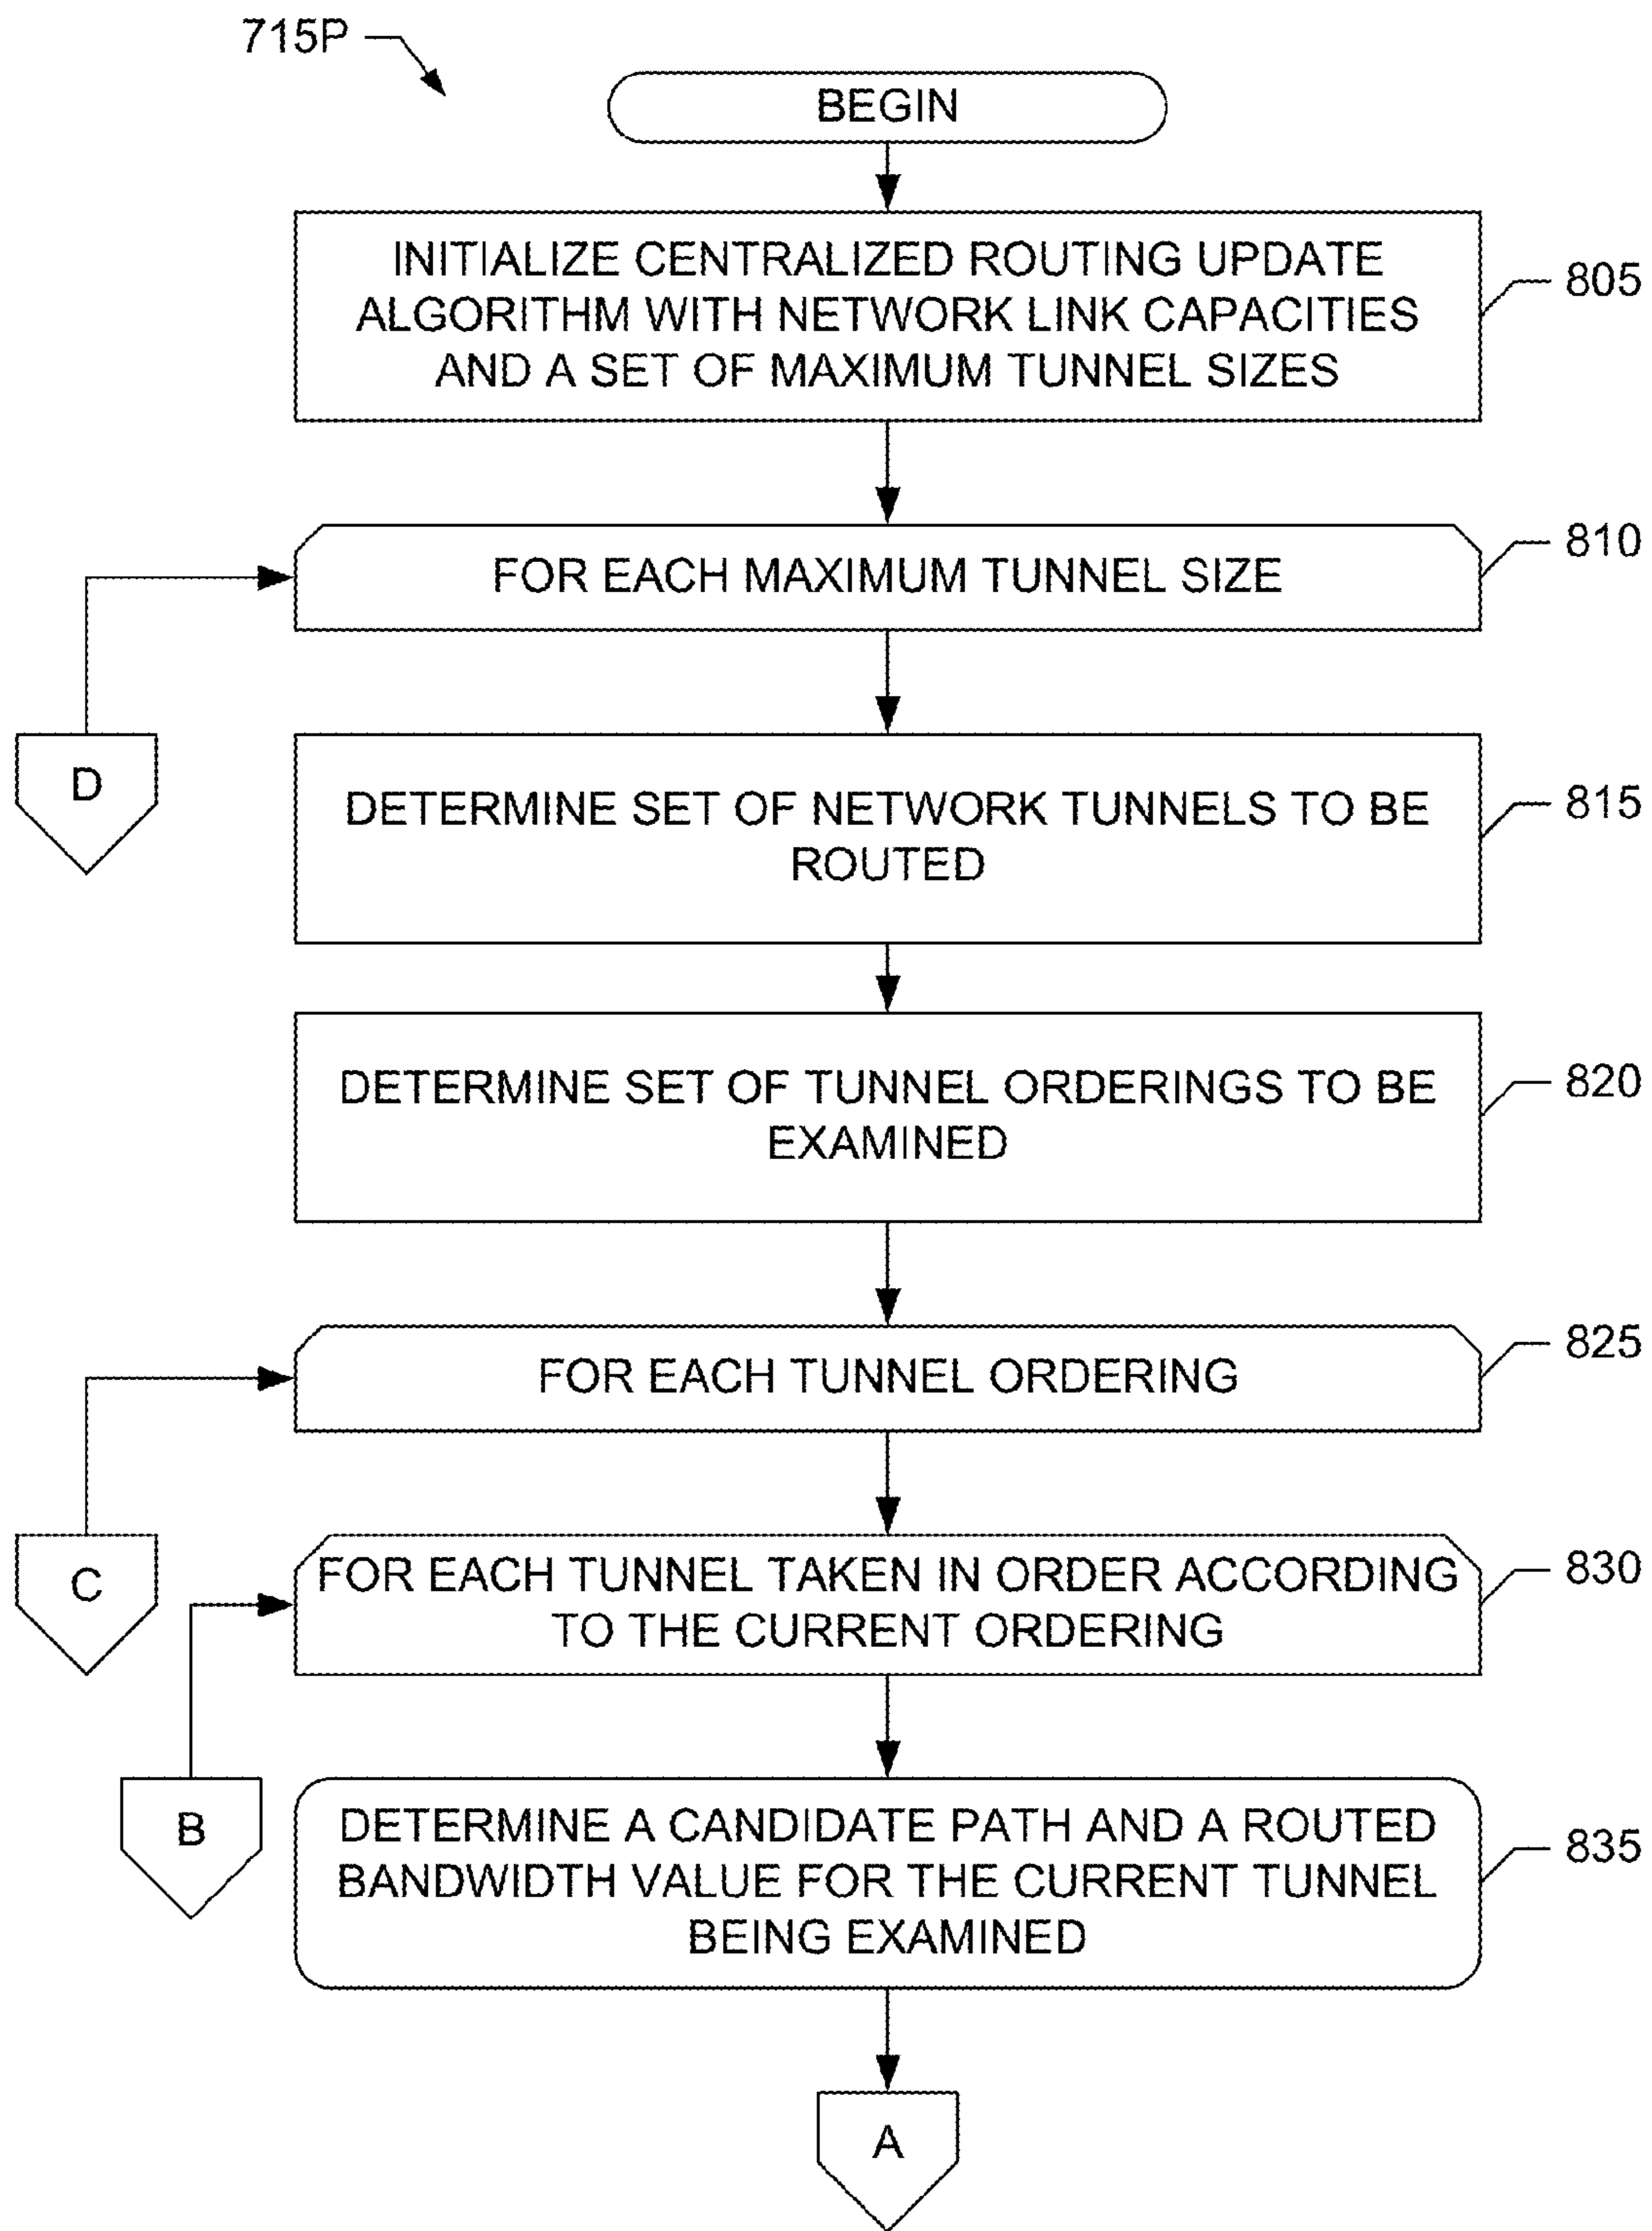 715P
BEGIN
INITIALIZE CENTRALIZED ROUTING UPDATE
ALGORITHM WITH NETWORK LINK CAPACITIES
AND A SET OF MAXIMUM TUNNEL SIZES
805
FOR EACH MAXIMUM TUNNEL SIZE
810
D
DETERMINE SET OF NETWORK TUNNELS TO BE
ROUTED
815
DETERMINE SET OF TUNNEL ORDERINGS TO BE
EXAMINED
820
FOR EACH TUNNEL ORDERING
825
C
FOR EACH TUNNEL TAKEN IN ORDER ACCORDING
TO THE CURRENT ORDERING
830
B
DETERMINE A CANDIDATE PATH AND A ROUTED
BANDWIDTH VALUE FOR THE CURRENT TUNNEL
BEING EXAMINED
835
A